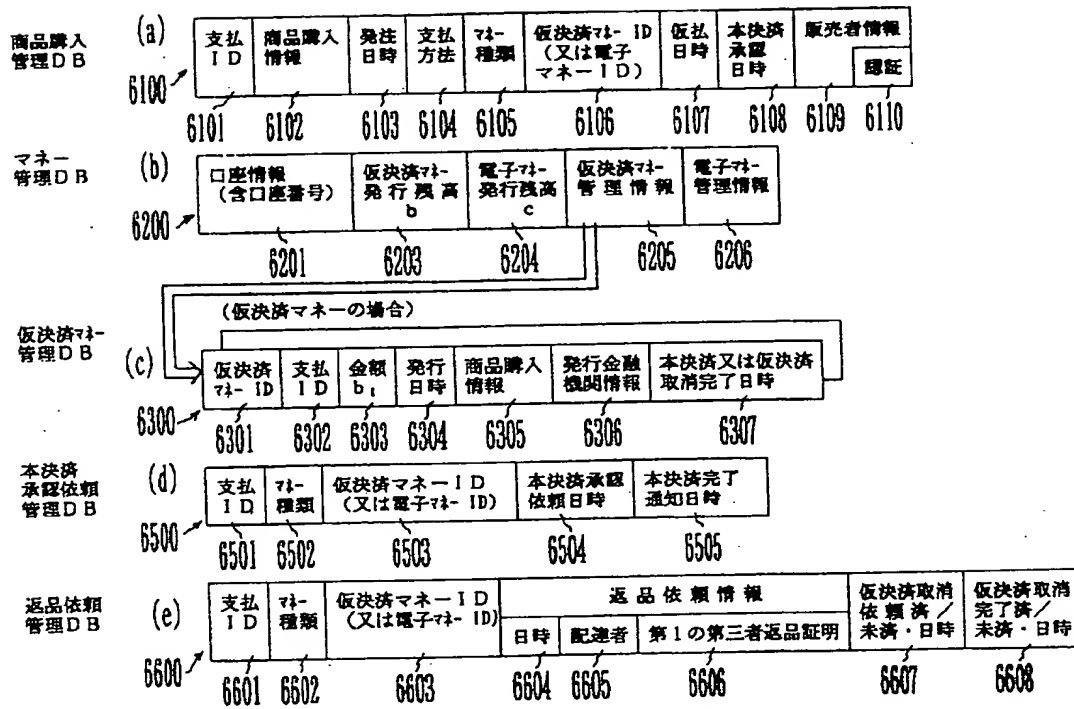 商品購入
管理DB
(a)
6100
支払
ID
商品購入
情報
発注
日時
支払
方法
マネー
種類
仮決済マネーID
(又は電子
マネーID)
仮払
日時
本決済
承認
日時
販売者情報
認証
6101 6102 6103 6104 6105 6106 6107 6108 6109 6110
マネー
管理DB
(b)
6200
口座情報
(含口座番号)
仮決済マネー
発行残高
b
電子マネー
発行残高
c
仮決済マネー
管理情報
電子マネー
管理情報
6201 6203 6204 6205 6206
(仮決済マネーの場合)
仮決済マネー
管理DB
(c)
6300
仮決済
マネーID
支払
ID
金額
b₁
発行
日時
商品購入
情報
発行金融
機関情報
本決済又は仮決済
取消完了日時
6301 6302 6303 6304 6305 6306 6307
本決済
承認依頼
管理DB
(d)
6500
支払
ID
マネー
種類
仮決済マネーID
(又は電子マネーID)
本決済承認
依頼日時
本決済完了
通知日時
6501 6502 6503 6504 6505
返品依頼
管理DB
(e)
6600
支払
ID
マネー
種類
仮決済マネーID
(又は電子マネーID)
返品依頼情報
日時
配達者
第1の第三者返品証明
仮決済取消
依頼済/
未済・日時
仮決済取消
完了済/
未済・日時
6601 6602 6603 6604 6605 6606 6607 6608